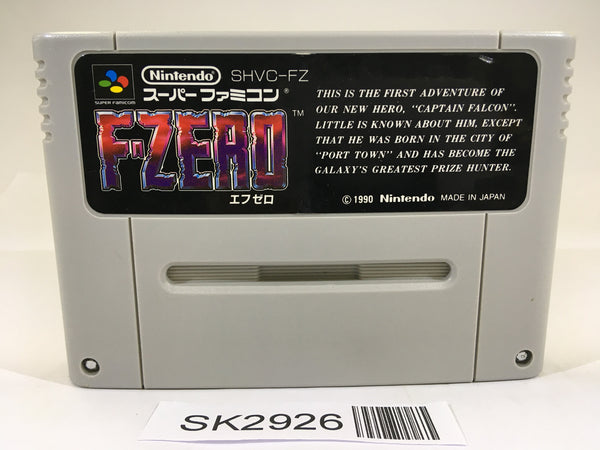 Nintendo SHVC-FZ
スーパーファミコン®
SUPER FAMICOM
F-ZERO™
エフゼロ
THIS IS THE FIRST ADVENTURE OF
OUR NEW HERO, "CAPTAIN FALCON".
LITTLE IS KNOWN ABOUT HIM, EXCEPT
THAT HE WAS BORN IN THE CITY OF
"PORT TOWN" AND HAS BECOME THE
GALAXY'S GREATEST PRIZE HUNTER.
© 1990 Nintendo MADE IN JAPAN
SK2926